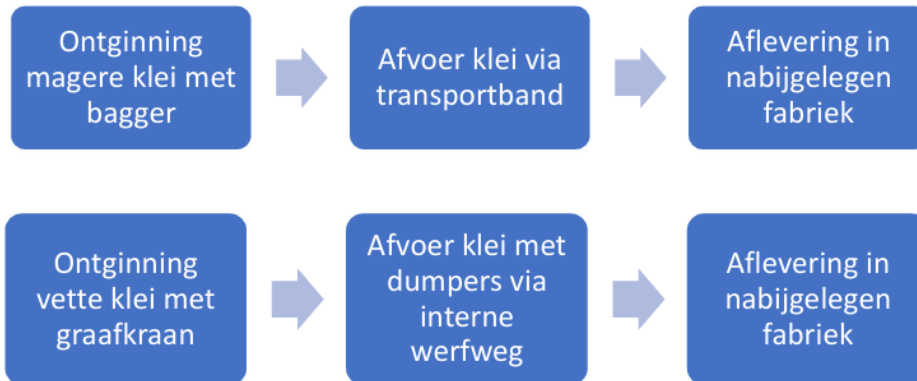 Ontginning
magere klei met
bagger
Afvoer klei via
transportband
Aflevering in
nabijgelegen
fabriek
Ontginning
vette klei met
graafkraan
Afvoer klei met
dumpers via
interne
werfweg
Aflevering in
nabijgelegen
fabriek